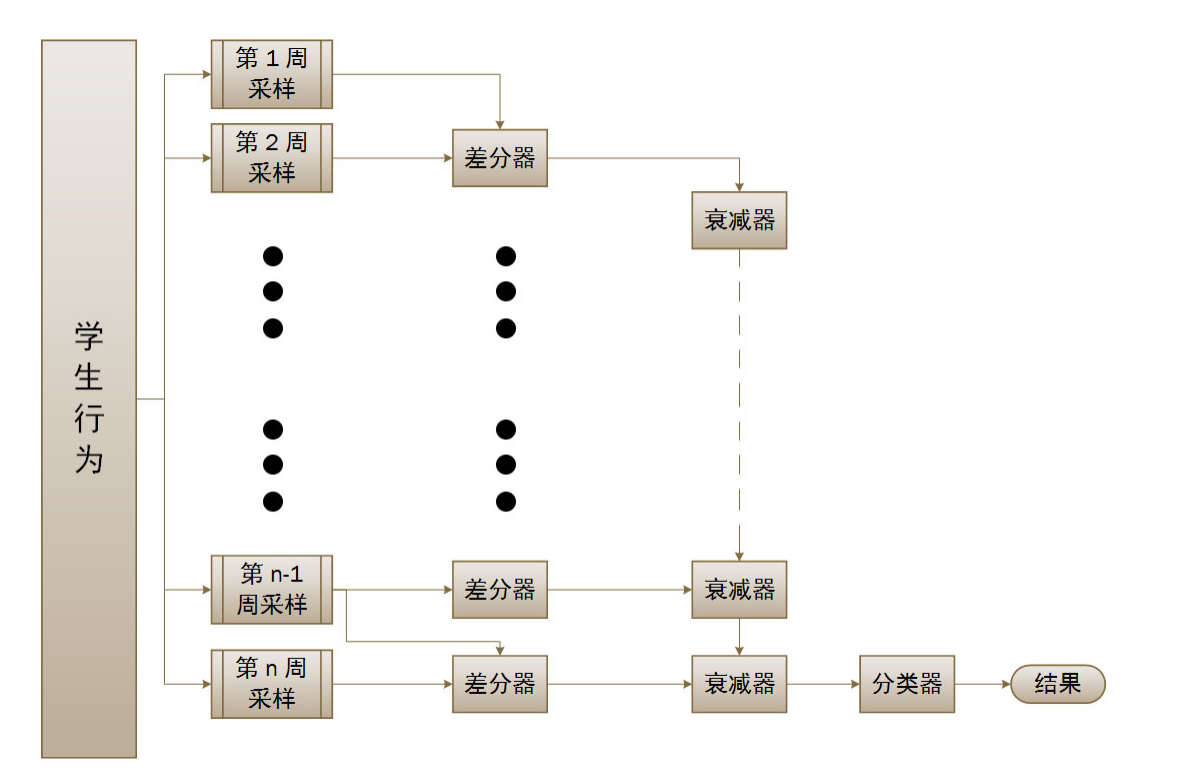 学
生
行
为
第 1 周
采样
第 2 周
采样
差分器
衰减器
第 n-1
周采样
差分器
衰减器
第 n 周
采样
差分器
衰减器
分类器
结果